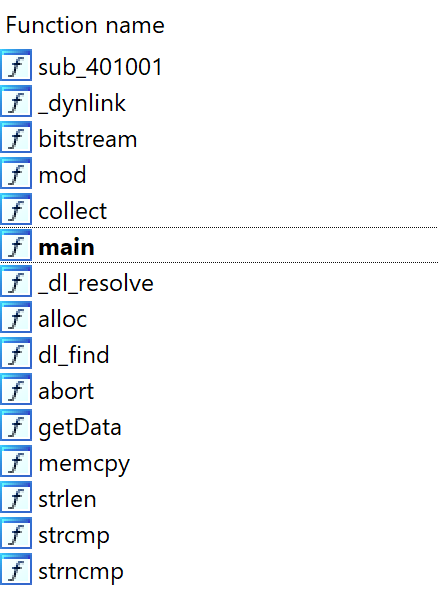 Function name
sub_401001
_dynlink
bitstream
mod
collect
main
_dl_resolve
alloc
dl_find
abort
getData
memcpy
strlen
strcmp
strncmp